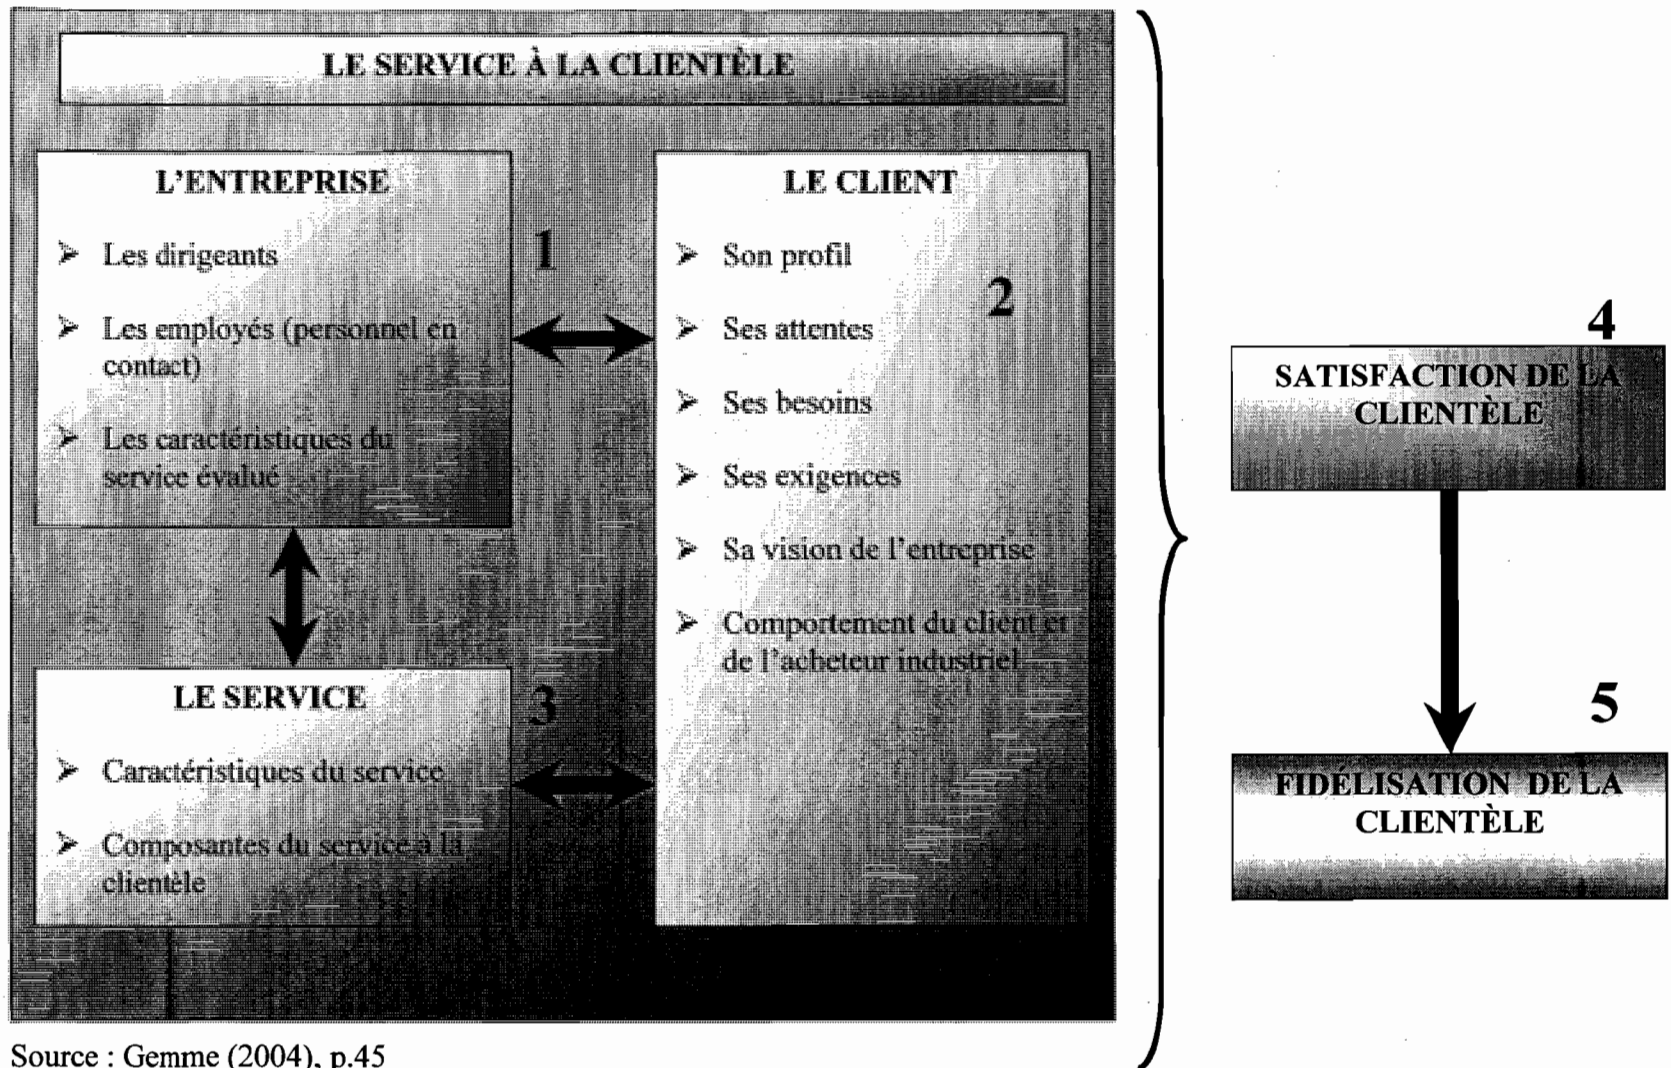 LE SERVICE À LA CLIENTÈLE
L'ENTREPRISE
➢ Les dirigeants
➢ Les employés (personnel en
contact)
➢ Les caractéristiques du
service évalué
1
LE CLIENT
➢ Son profil
➢ Ses attentes
➢ Ses besoins
➢ Ses exigences
➢ Sa vision de l'entreprise
➢ Comportement du client et
de l'acheteur industriel
2
LE SERVICE
➢ Caractéristiques du service
➢ Composantes du service à la
clientèle
3
4
SATISFACTION DE LA
CLIENTÈLE
5
FIDÉLISATION DE LA
CLIENTÈLE
Source : Gemme (2004), p.45